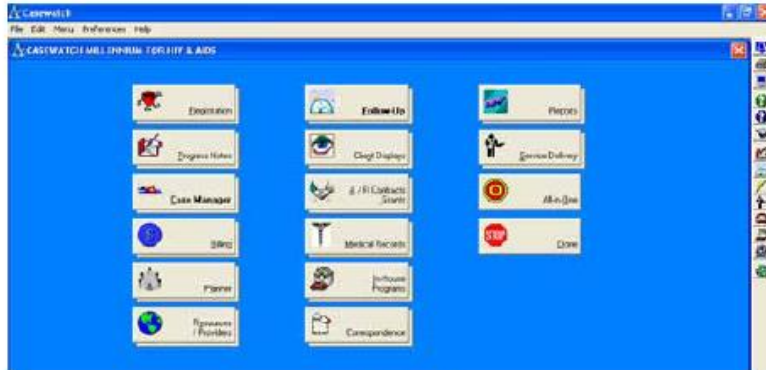 Casewatch
File Edit Menu Preferences Help
CASEWATCH MILLENNIUM FOR HIV & AIDS
Registration
Follow-Up
Reports
Progress Notes
Client Displays
Service Delivery
Case Manager
Contracts
Grants
All-in-One
Billing
Medical Records
STOP
Done
Planner
In-House
Programs
Resources
/ Providers
Correspondence